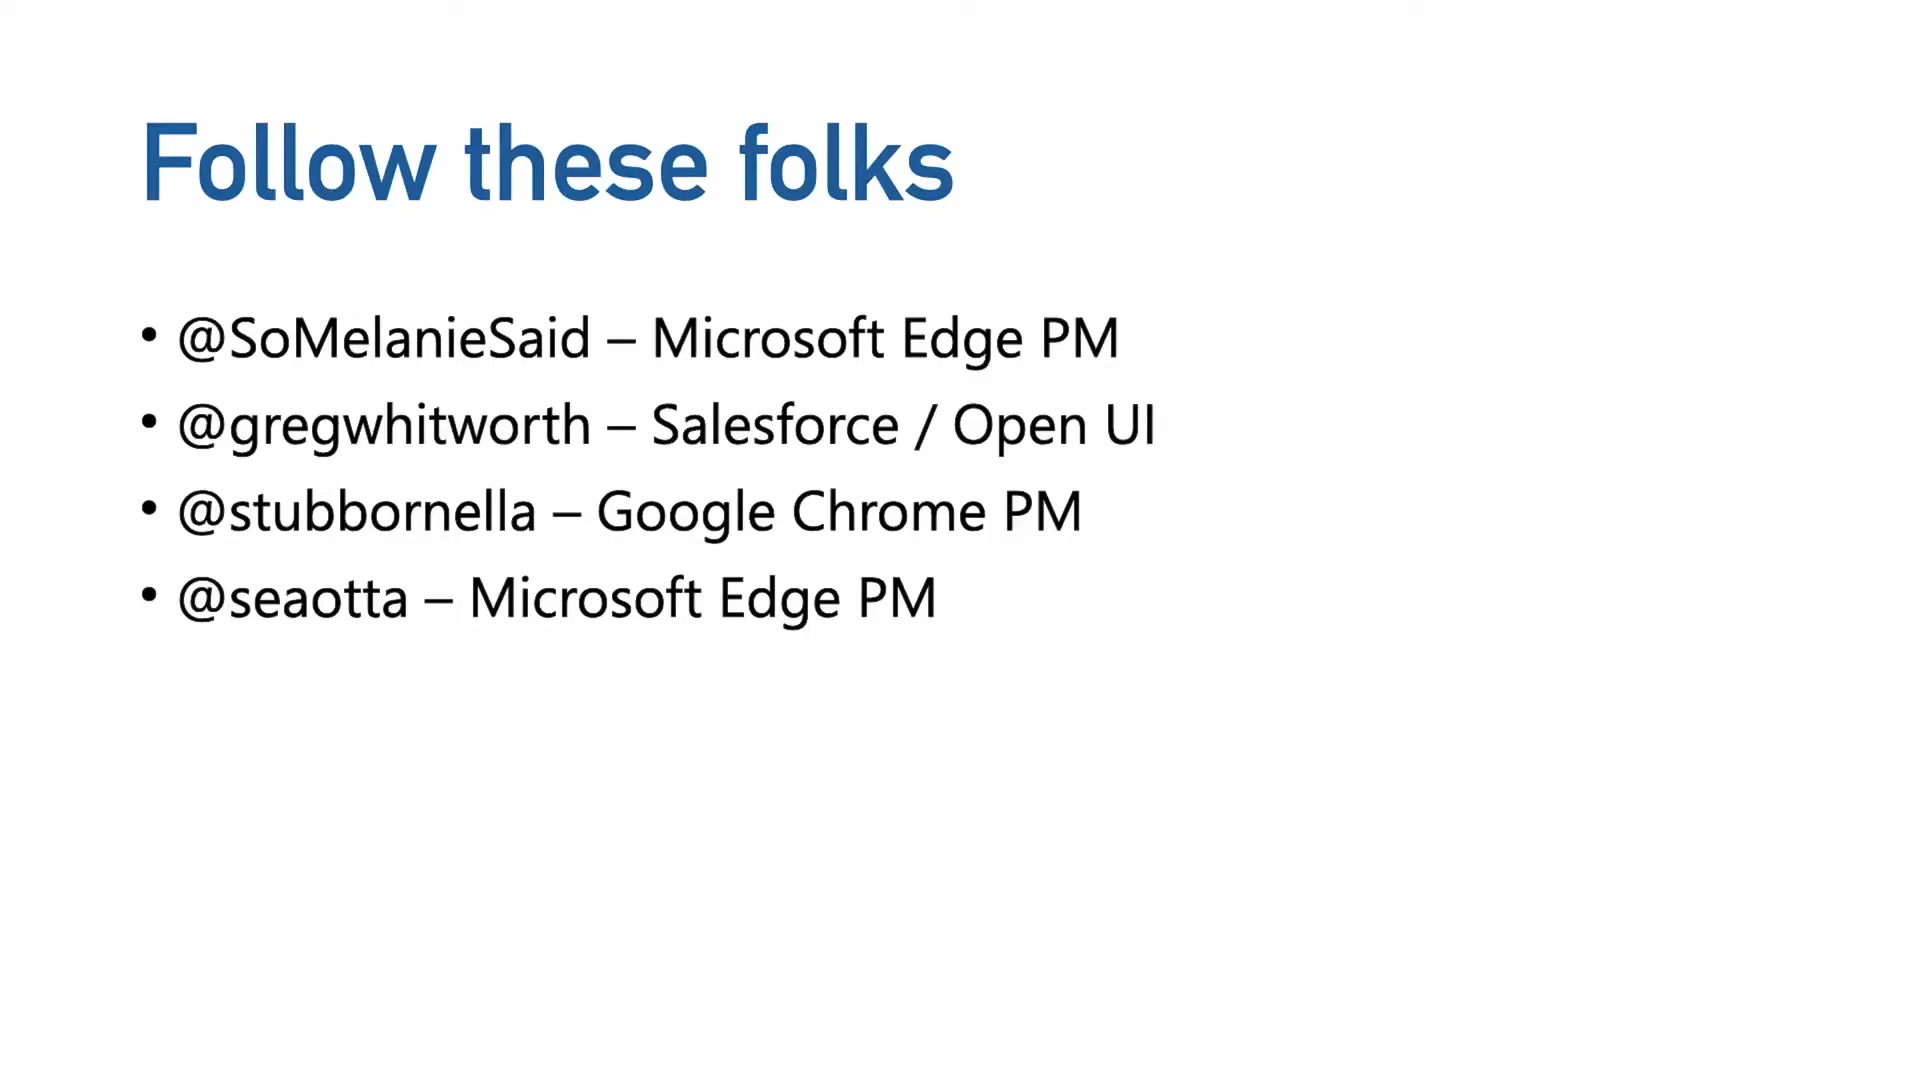 Follow these folks
• @SoMelanieSaid – Microsoft Edge PM
• @gregwhitworth – Salesforce / Open UI
• @stubbornella – Google Chrome PM
• @seaotta – Microsoft Edge PM